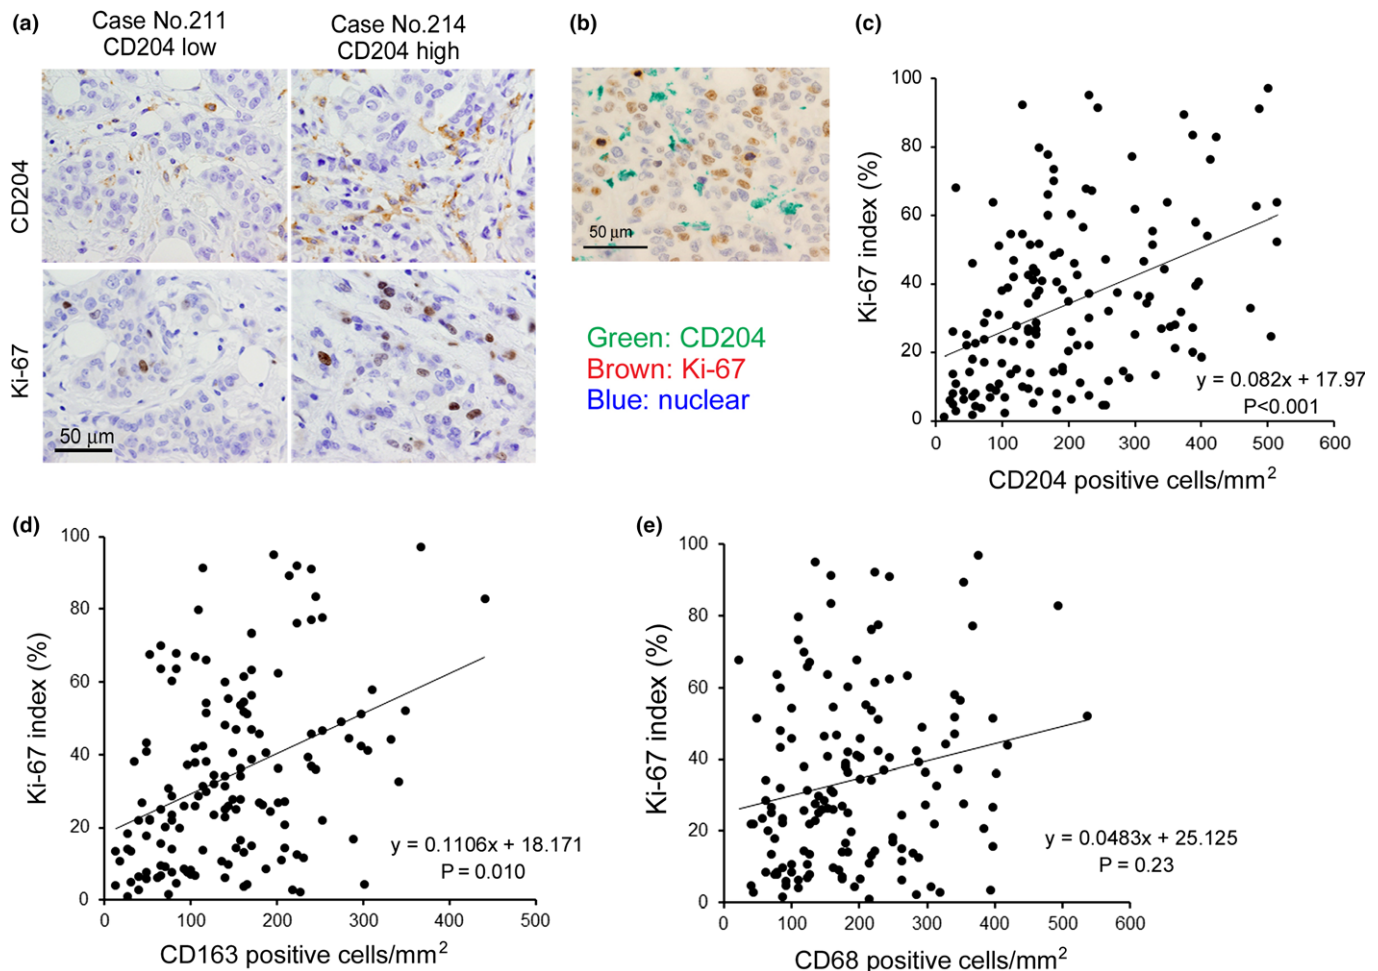 (a)
Case No.211
CD204 low
Case No.214
CD204 high
CD204
Ki-67
50 μm
(b)
50 μm
Green: CD204
Brown: Ki-67
Blue: nuclear
(c)
Ki-67 index (%)
100
80
60
40
20
0
y = 0.082x + 17.97
P<0.001
0 100 200 300 400 500 600
CD204 positive cells/mm²
(d)
Ki-67 index (%)
100
80
60
40
20
0
y = 0.1106x + 18.171
P = 0.010
0 100 200 300 400 500
CD163 positive cells/mm²
(e)
Ki-67 index (%)
100
80
60
40
20
0
y = 0.0483x + 25.125
P = 0.23
0 100 200 300 400 500 600
CD68 positive cells/mm²